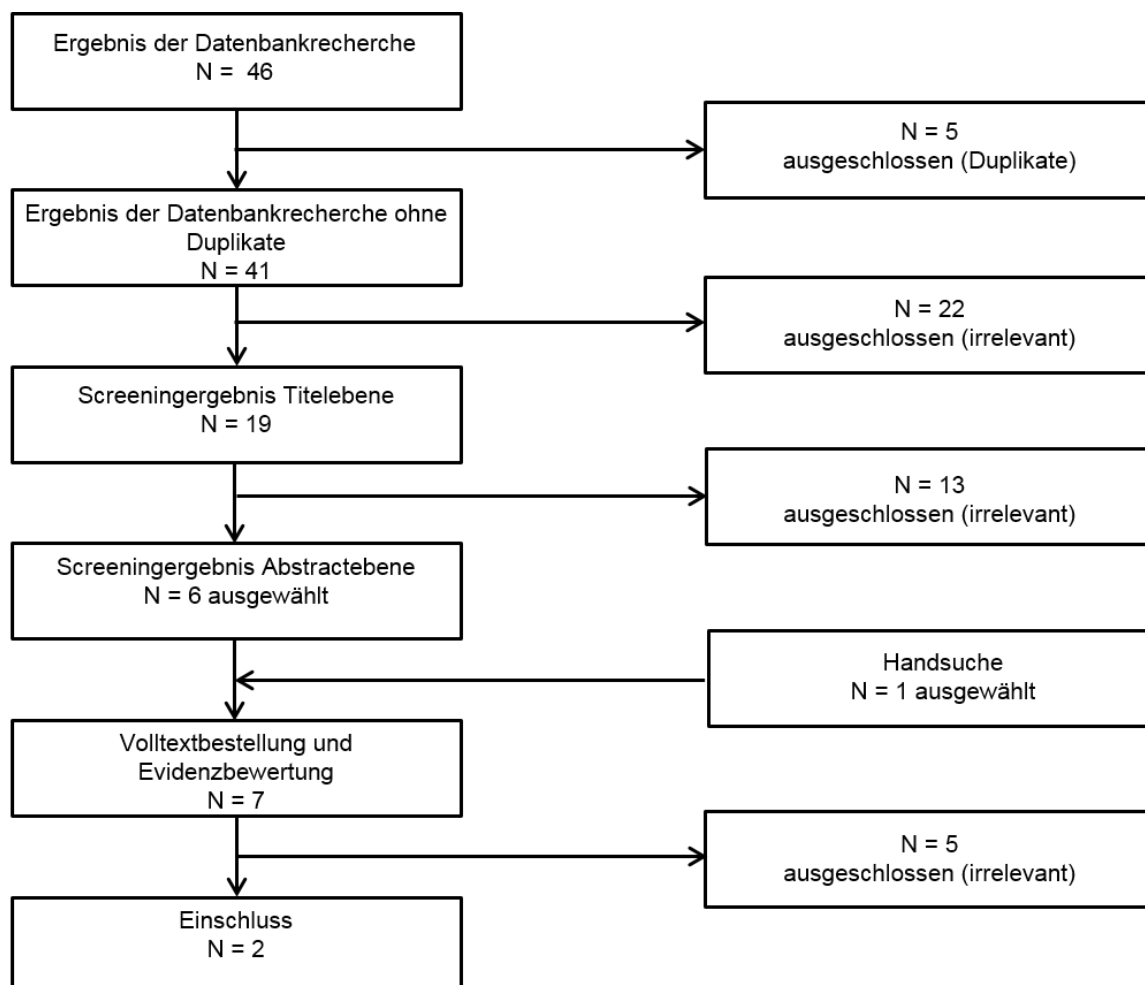 Ergebnis der Datenbankrecherche
N = 46
N = 5
ausgeschlossen (Duplikate)
Ergebnis der Datenbankrecherche ohne
Duplikate
N = 41
N = 22
ausgeschlossen (irrelevant)
Screeningergebnis Titelebene
N = 19
N = 13
ausgeschlossen (irrelevant)
Screeningergebnis Abstractebene
N = 6 ausgewählt
Handsuche
N = 1 ausgewählt
Volltextbestellung und
Evidenzbewertung
N = 7
N = 5
ausgeschlossen (irrelevant)
Einschluss
N = 2